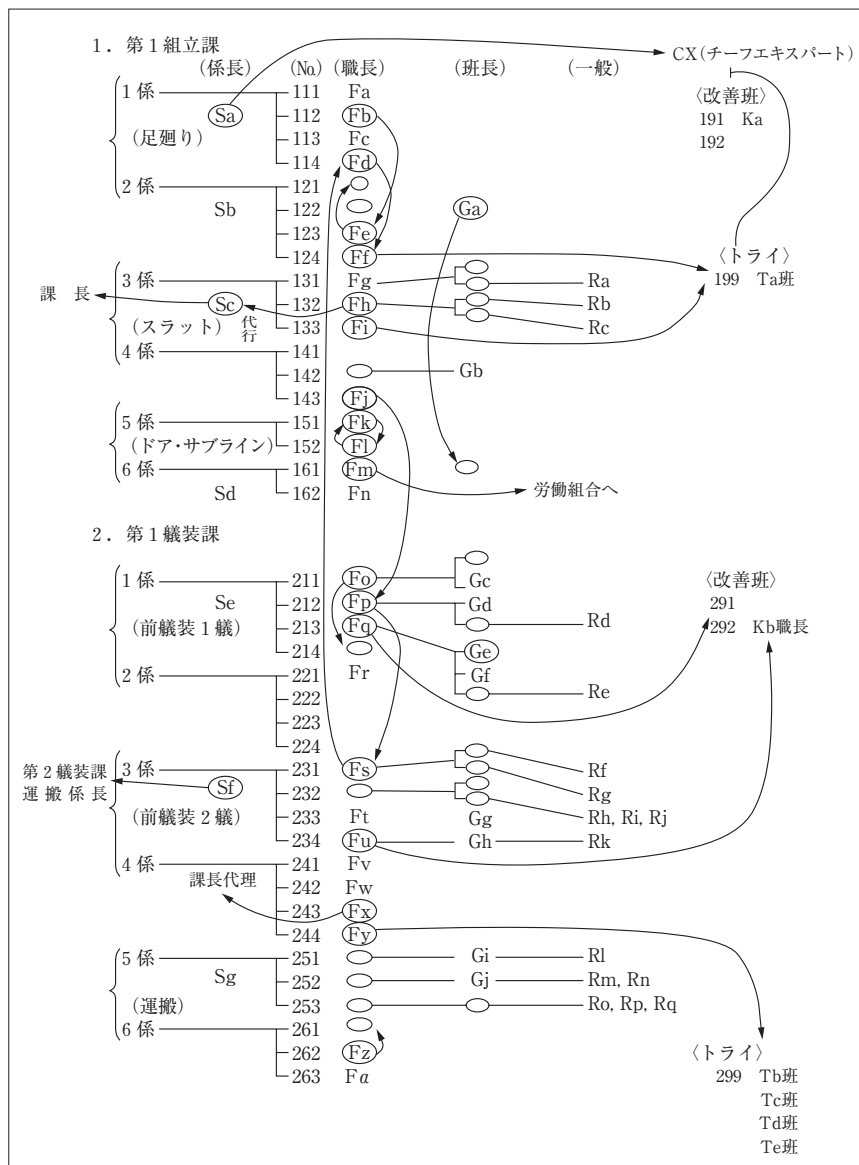 1．第1組立課
(係長) (No.) (職長) (班長) (一般) CX(チーフエキスパート)
1係 111 Fa 〈改善班〉
Sa 112 Fb 191 Ka
(足廻り) 113 Fc 192
114 Fd
2係 121
Sb 122 Ga
123 Fe
124 Ff 〈トライ〉
3係 131 Fg Ra 199 Ta班
課長 Sc 132 Fh Rb
(スラット) 代行 133 Fi Rc
4係 141
142 Gb
143 Fj
5係 151 Fk
(ドア・サブライン) 152 Fl
6係 161 Fm 労働組合へ
Sd 162 Fn
2．第1艤装課
1係 211 Fo Gc 〈改善班〉
Se 212 Fp Gd 291
(前艤装1艤) 213 Fq Rd 292 Kb職長
214 Ge
Fr Gf
2係 221 Re
222
223
224
3係 231 Fs Rf
第2艤装課 Sf 232 Rg
運搬係長
(前艤装2艤) 233 Ft Gg Rh, Ri, Rj
234 Fu Gh Rk
4係 241 Fv
課長代理 242 Fw
243 Fx
244 Fy
5係 251 Gi Rl
Sg 252 Gj Rm, Rn
(運搬) 253 Ro, Rp, Rq
6係 261
262 Fz 〈トライ〉
263 Fα 299 Tb班
Tc班
Td班
Te班